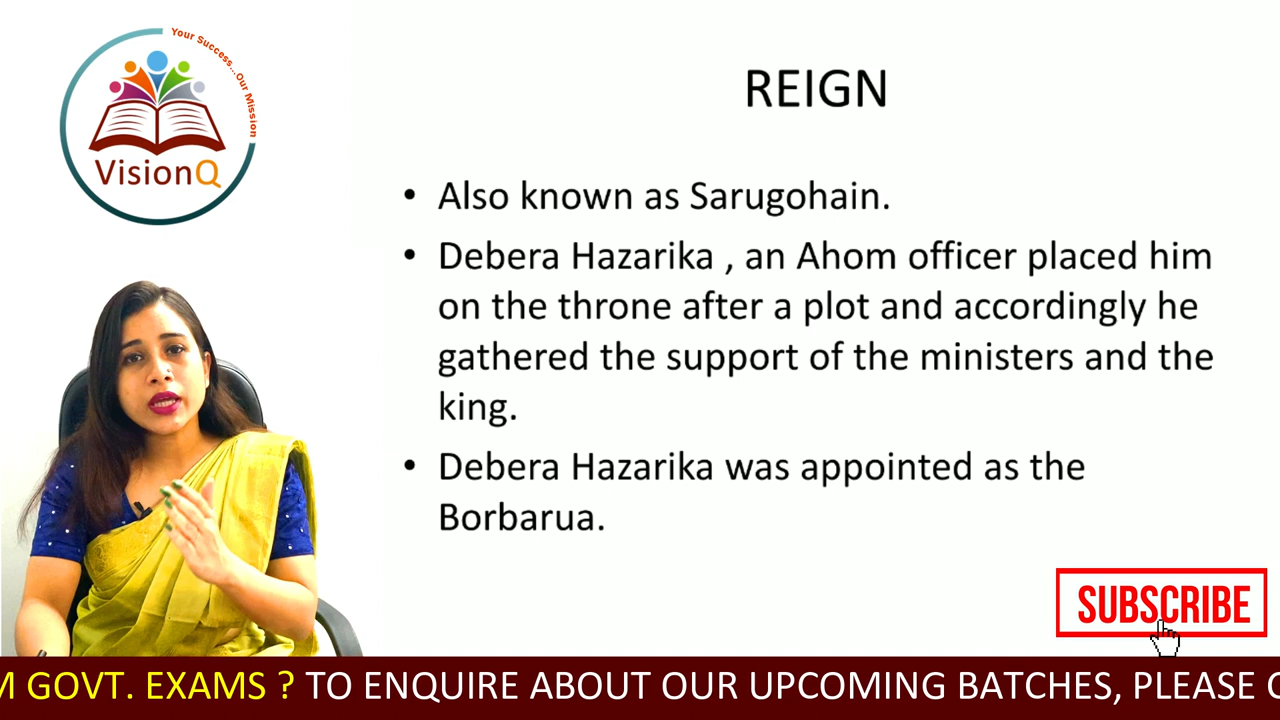 Your Success...Our Mission
VisionQ
REIGN
• Also known as Sarugohain.
• Debera Hazarika , an Ahom officer placed him
on the throne after a plot and accordingly he
gathered the support of the ministers and the
king.
• Debera Hazarika was appointed as the
Borbarua.
SUBSCRIBE
M GOVT. EXAMS ? TO ENQUIRE ABOUT OUR UPCOMING BATCHES, PLEASE